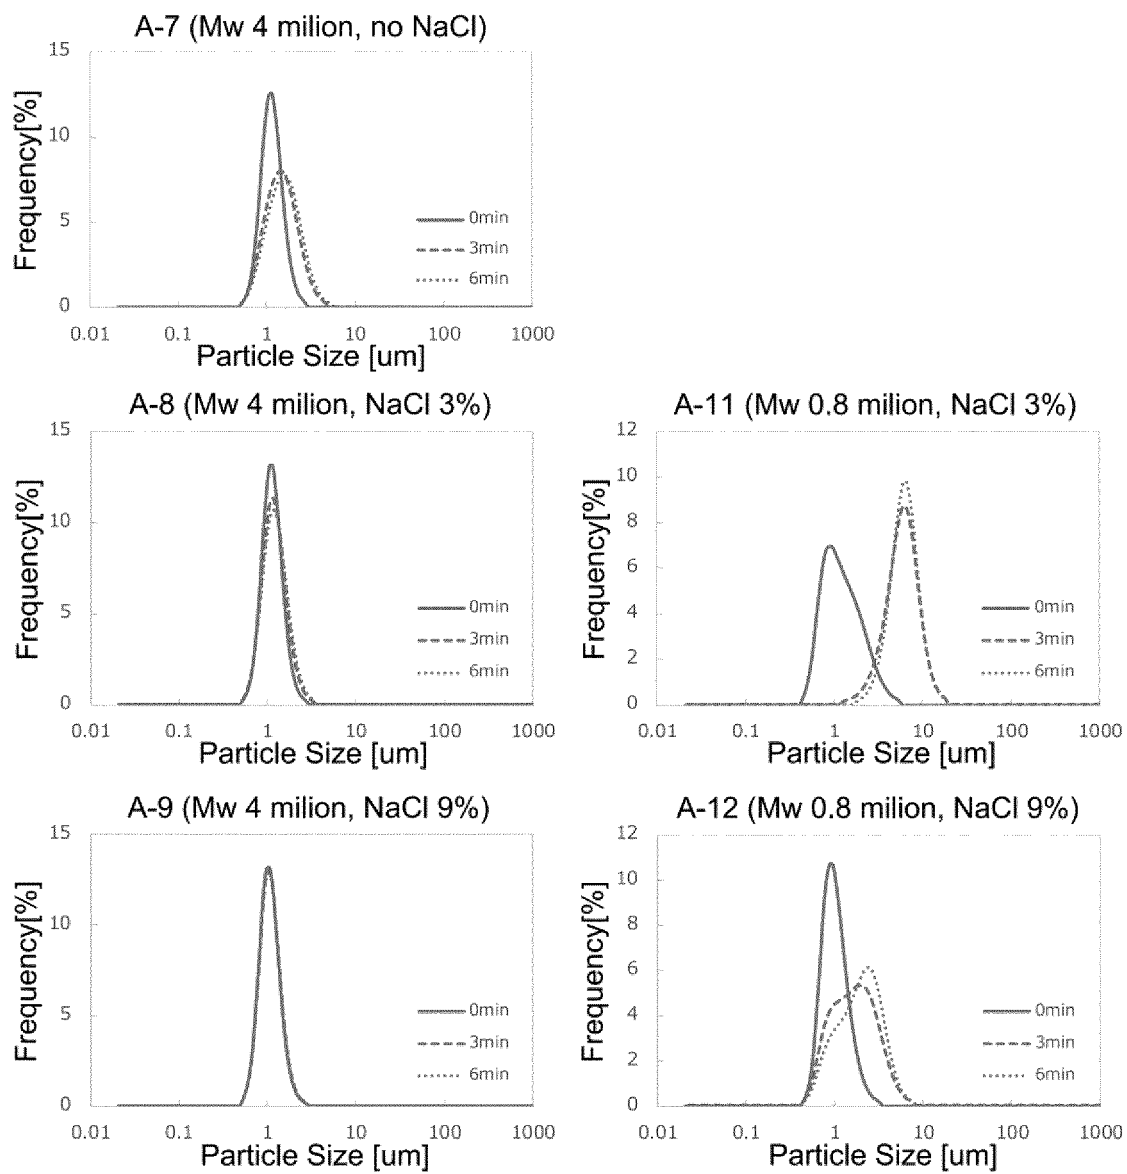 A-7 (Mw 4 milion, no NaCl)
15
10
5
0
Frequency[%]
0min
3min
6min
0.01 0.1 1 10 100 1000
Particle Size [um]
A-8 (Mw 4 milion, NaCl 3%)
15
10
5
0
Frequency[%]
0min
3min
6min
0.01 0.1 1 10 100 1000
Particle Size [um]
A-11 (Mw 0.8 milion, NaCl 3%)
12
10
8
6
4
2
0
Frequency[%]
0min
3min
6min
0.01 0.1 1 10 100 1000
Particle Size [um]
A-9 (Mw 4 milion, NaCl 9%)
15
10
5
0
Frequency[%]
0min
3min
6min
0.01 0.1 1 10 100 1000
Particle Size [um]
A-12 (Mw 0.8 milion, NaCl 9%)
12
10
8
6
4
2
0
Frequency[%]
0min
3min
6min
0.01 0.1 1 10 100 1000
Particle Size [um]